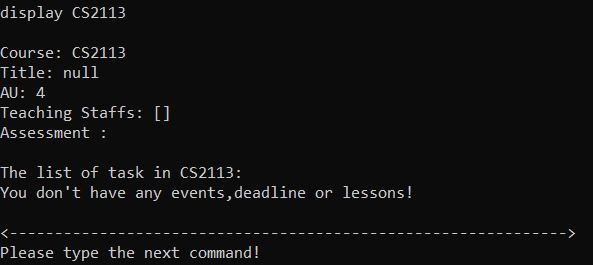 display CS2113
Course: CS2113
Title: null
AU: 4
Teaching Staffs: []
Assessment :
The list of task in CS2113:
You don't have any events,deadline or lessons!
<-------------------------------------------------------------->
Please type the next command!